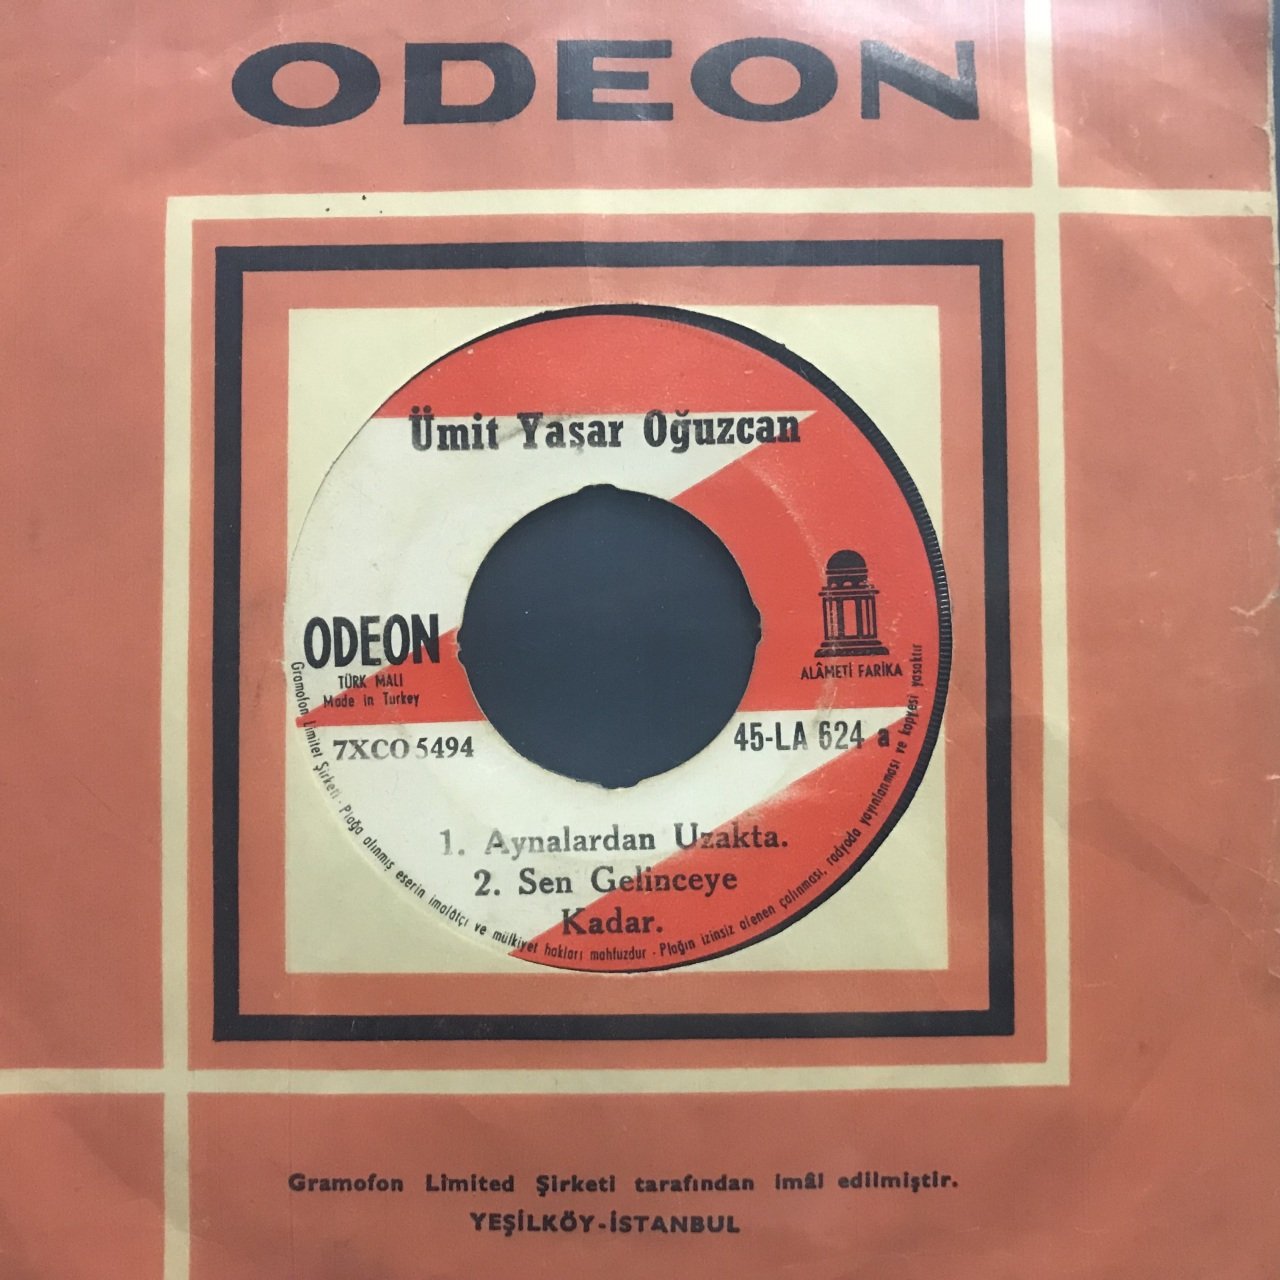 ODEON
Ümit Yaşar Oğuzcan
ODEON
TÜRK MALI
Made in Turkey
ALÂMETİ FARİKA
7XCO 5494
45-LA 624 a
1. Aynalardan Uzakta.
2. Sen Gelinceye
Kadar.
Gramofon Limitet Şirketi - Plağa alınmış eserin imalâtçı ve mülkiyet hakları mahfuzdur - Plağın izinsiz alenen çalınması, radyoda yayınlanması ve kopyesi yasaktır
Gramofon Limited Şirketi tarafından imâl edilmiştir.
YEŞİLKÖY-İSTANBUL